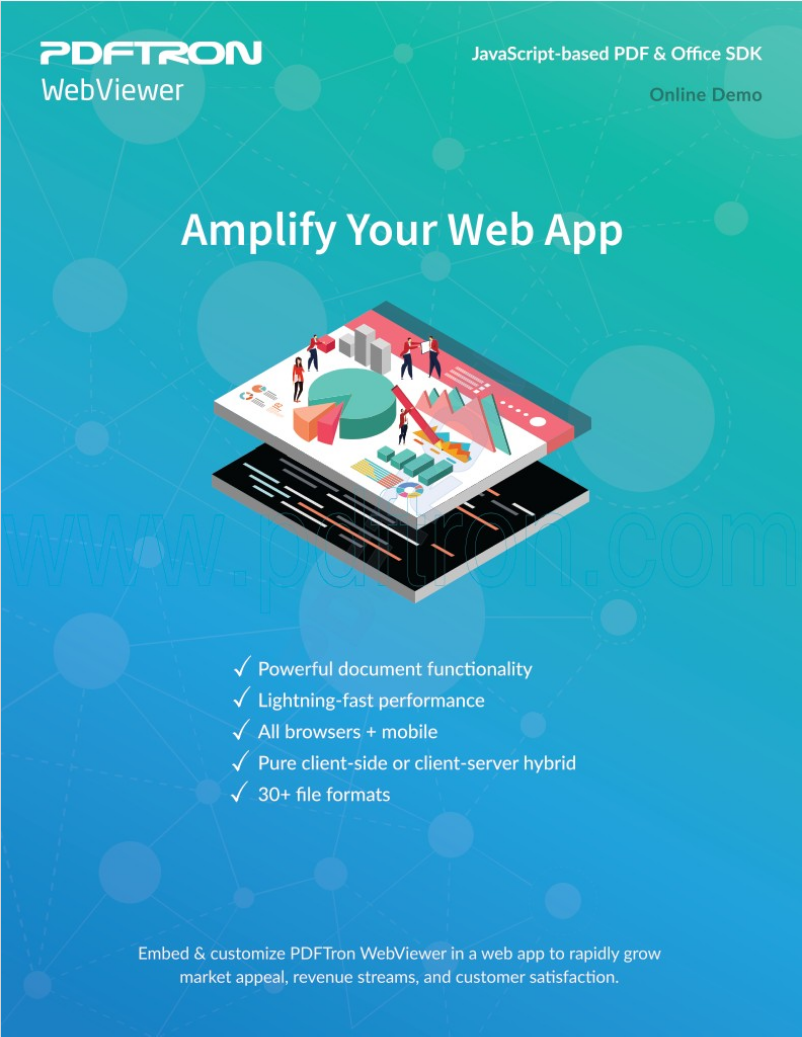 PDFTRON
WebViewer
JavaScript-based PDF & Office SDK
Online Demo
Amplify Your Web App
www.pdftron.com
✓ Powerful document functionality
✓ Lightning-fast performance
✓ All browsers + mobile
✓ Pure client-side or client-server hybrid
✓ 30+ file formats
Embed & customize PDFTron WebViewer in a web app to rapidly grow
market appeal, revenue streams, and customer satisfaction.